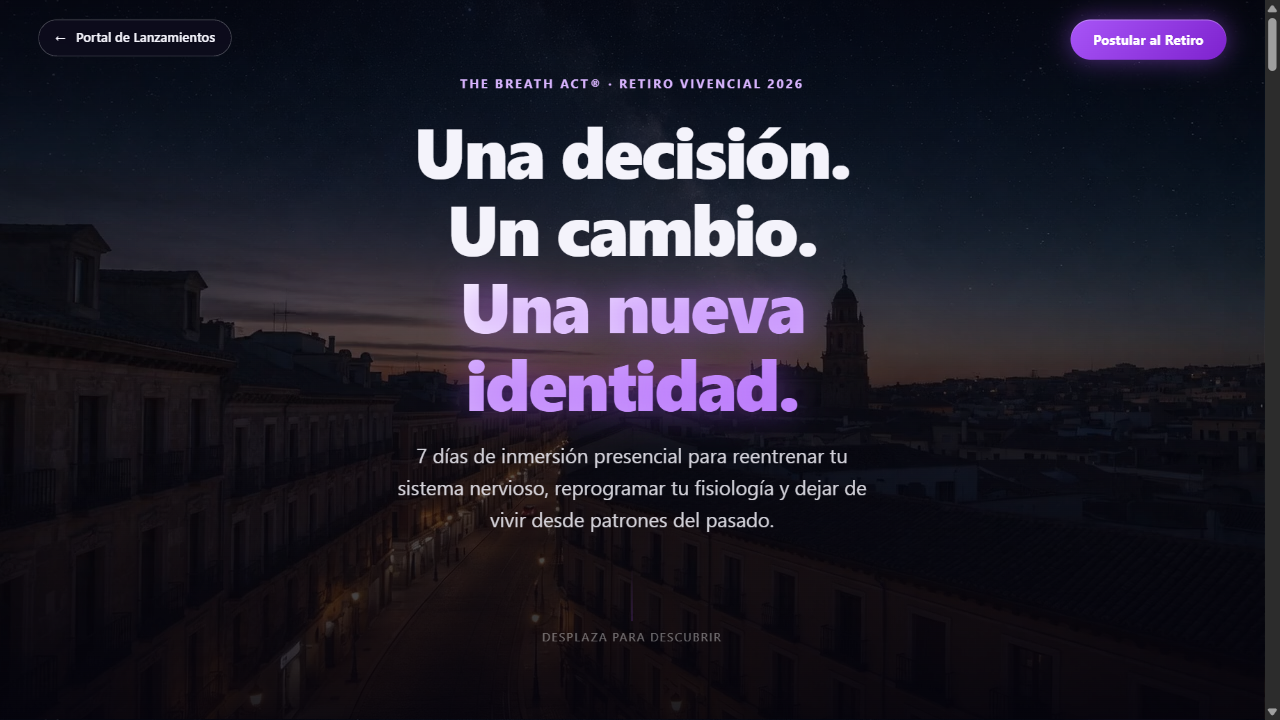 ← Portal de Lanzamientos
Postular al Retiro
THE BREATH ACT® · RETIRO VIVENCIAL 2026
Una decisión.
Un cambio.
Una nueva
identidad.
7 días de inmersión presencial para reentrenar tu
sistema nervioso, reprogramar tu fisiología y dejar de
vivir desde patrones del pasado.
DESPLAZA PARA DESCUBRIR